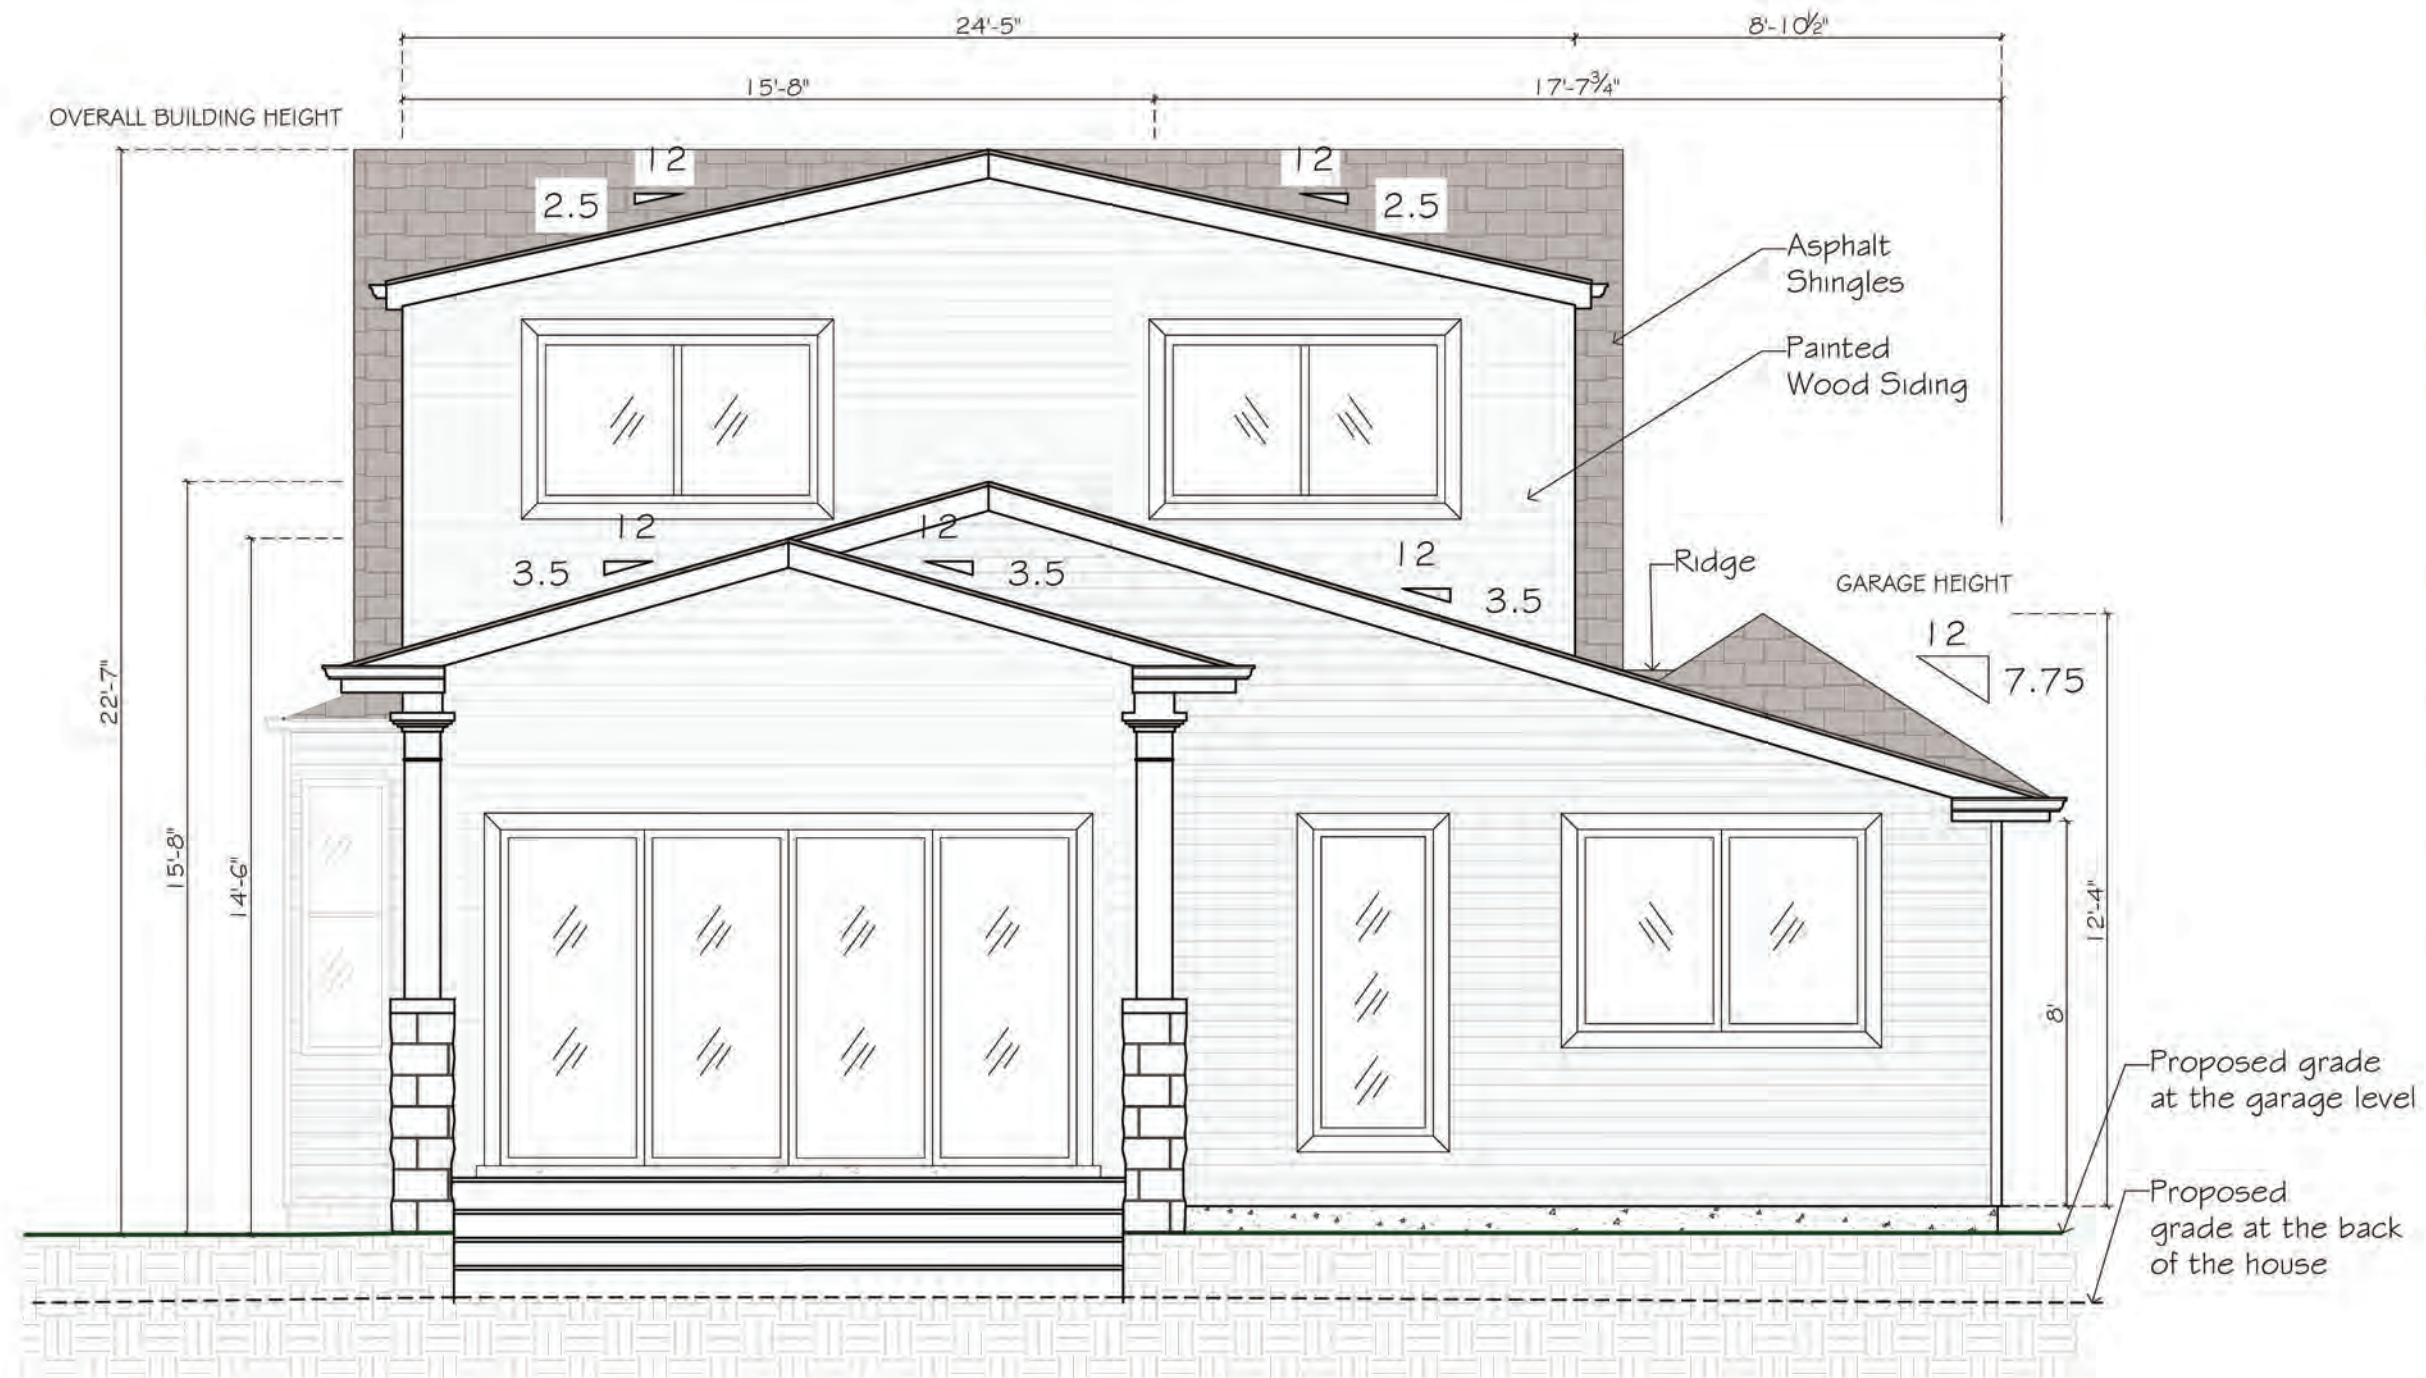 24'-5"
8'-10½"
15'-8"
17'-7¾"
OVERALL BUILDING HEIGHT
12
12
2.5
2.5
Asphalt
Shingles
Painted
Wood Siding
12
12
12
3.5
3.5
3.5
Ridge
GARAGE HEIGHT
12
7.75
22'-7"
15'-8"
14'-6"
12'-4"
8'
Proposed grade
at the garage level
Proposed
grade at the back
of the house